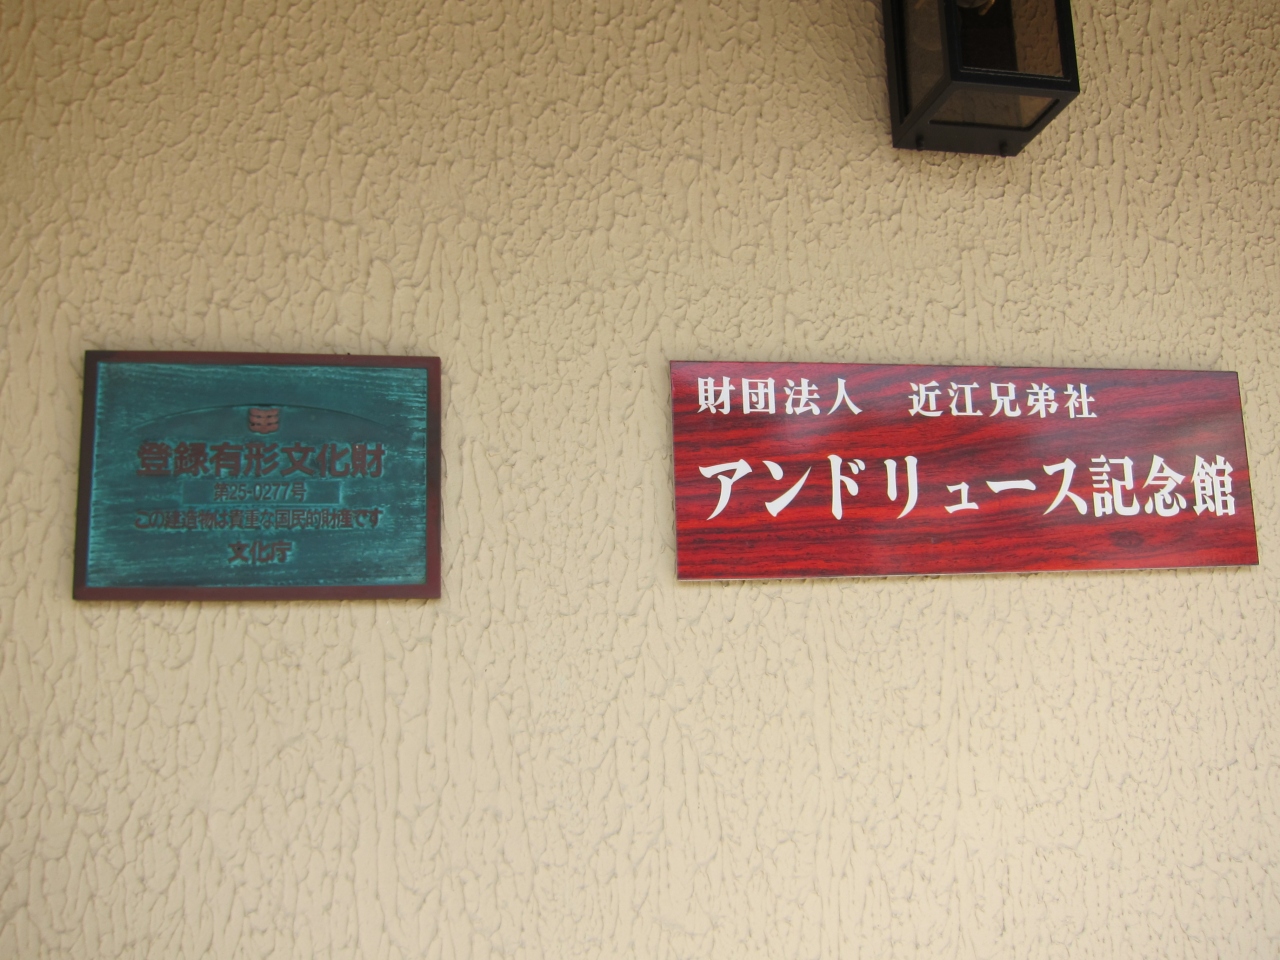 登録有形文化財
第25-0277号
この建造物は貴重な国民的財産です
文化庁
財団法人　近江兄弟社
アンドリュース記念館